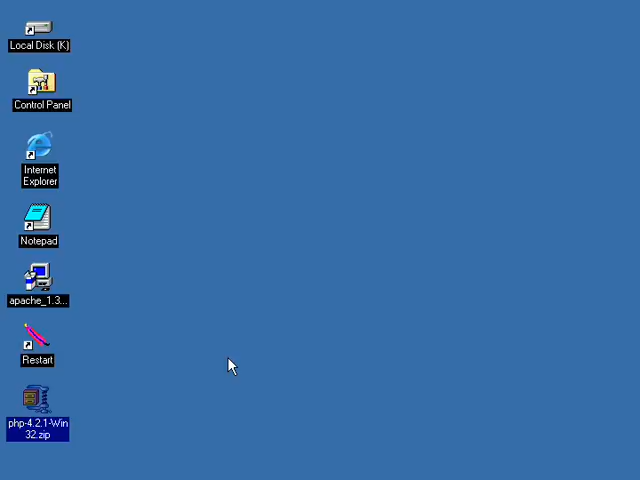 Local Disk (K)
Control Panel
Internet
Explorer
Notepad
apache_1.3...
Restart
php-4.2.1-Win
32.zip